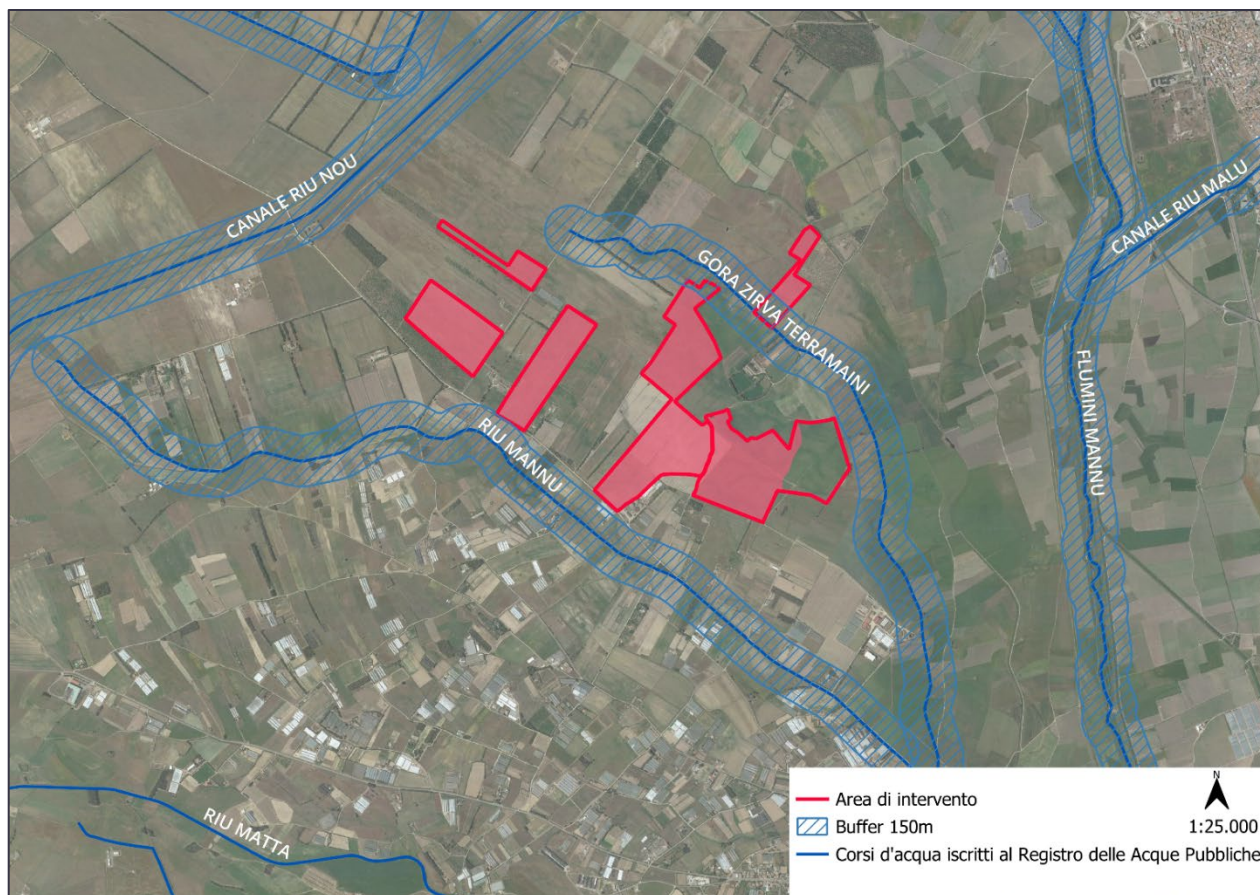 CANALE RIU NOU
GORA ZIRVA TERRAMAINI
CANALE RIU MALU
FLUMINI MANNU
RIU MANNU
RIU MATTA
Area di intervento
N
Buffer 150m
1:25.000
Corsi d'acqua iscritti al Registro delle Acque Pubbliche